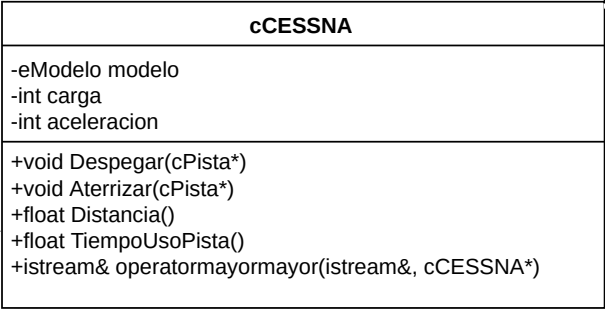 cCESSNA
-eModelo modelo
-int carga
-int aceleracion
+void Despegar(cPista*)
+void Aterrizar(cPista*)
+float Distancia()
+float TiempoUsoPista()
+istream& operatormayormayor(istream&, cCESSNA*)